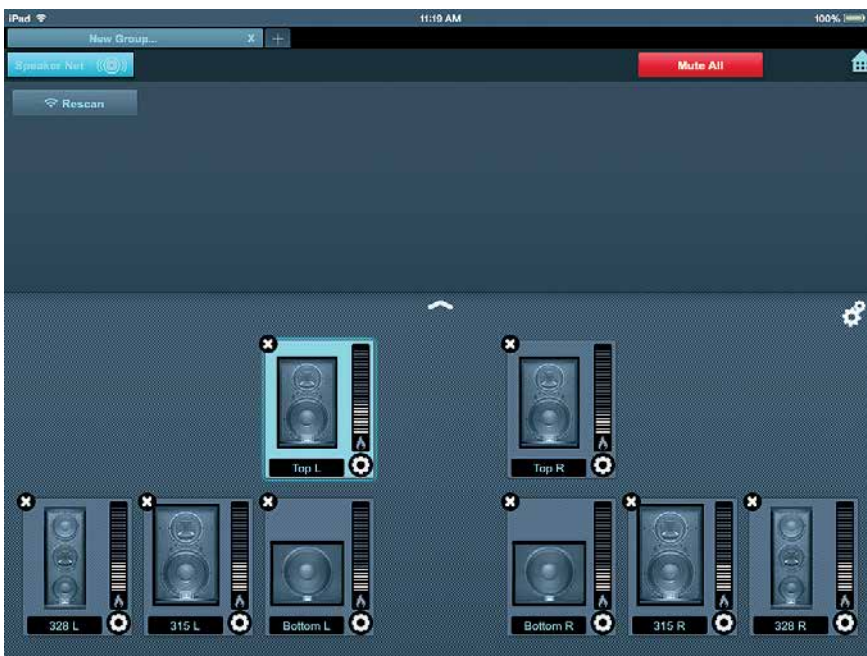 iPad 11:19 AM 100%
New Group... x +
Speaker Net Mute All
Rescan
Top L Top R
328 L 315 L Bottom L Bottom R 315 R 328 R